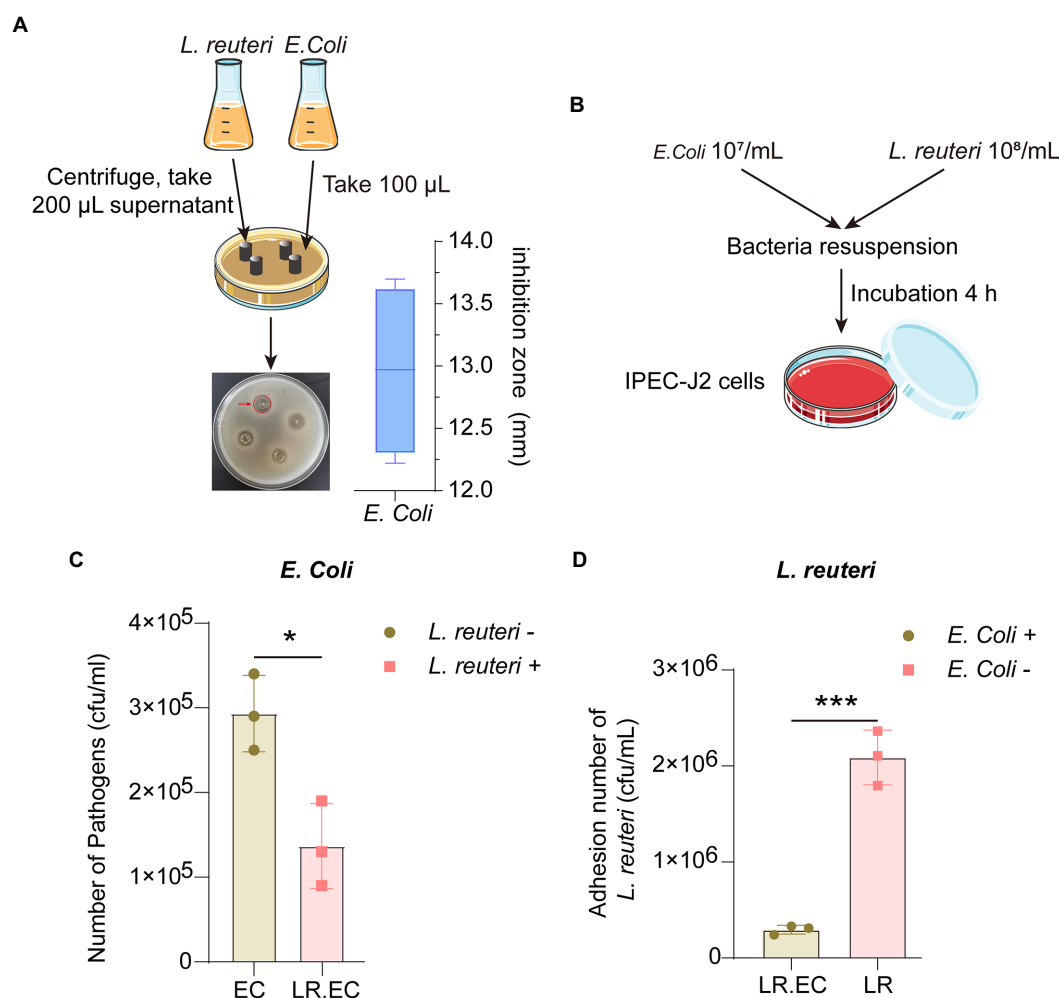 A
L. reuteri E.Coli
Centrifuge, take
200 µL supernatant
Take 100 µL
14.0
13.5
13.0
12.5
12.0
inhibition zone (mm)
E. Coli
B
E.Coli 10⁷/mL
L. reuteri 10⁸/mL
Bacteria resuspension
Incubation 4 h
IPEC-J2 cells
C
E. Coli
Number of Pathogens (cfu/ml)
4×10⁵
3×10⁵
2×10⁵
1×10⁵
0
*
L. reuteri -
L. reuteri +
EC
LR.EC
D
L. reuteri
Adhesion number of
L. reuteri (cfu/mL)
3×10⁶
2×10⁶
1×10⁶
0
***
E. Coli +
E. Coli -
LR.EC
LR